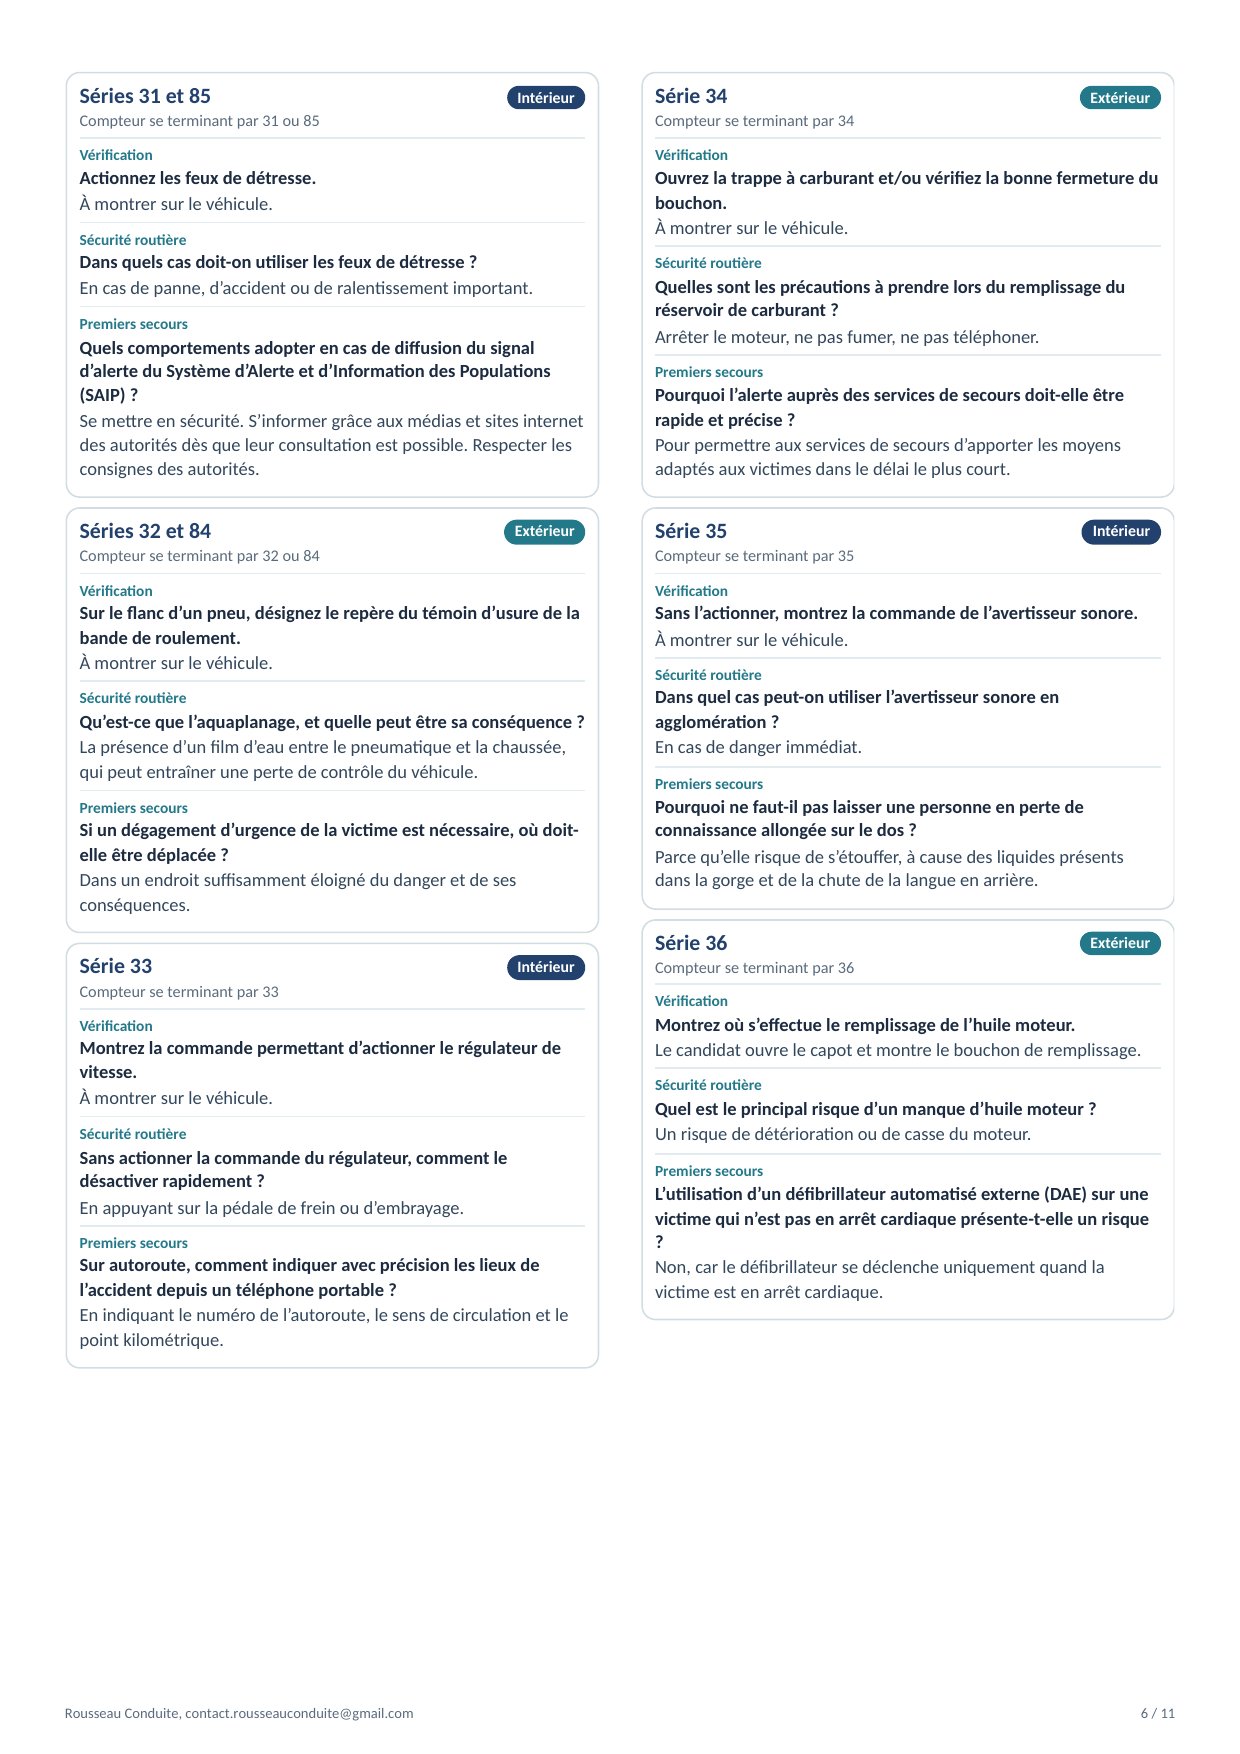 Séries 31 et 85
Intérieur
Compteur se terminant par 31 ou 85
Vérification
Actionnez les feux de détresse.
À montrer sur le véhicule.
Sécurité routière
Dans quels cas doit-on utiliser les feux de détresse ?
En cas de panne, d’accident ou de ralentissement important.
Premiers secours
Quels comportements adopter en cas de diffusion du signal
d’alerte du Système d’Alerte et d’Information des Populations
(SAIP) ?
Se mettre en sécurité. S’informer grâce aux médias et sites internet
des autorités dès que leur consultation est possible. Respecter les
consignes des autorités.
Séries 32 et 84
Extérieur
Compteur se terminant par 32 ou 84
Vérification
Sur le flanc d’un pneu, désignez le repère du témoin d’usure de la
bande de roulement.
À montrer sur le véhicule.
Sécurité routière
Qu’est-ce que l’aquaplanage, et quelle peut être sa conséquence ?
La présence d’un film d’eau entre le pneumatique et la chaussée,
qui peut entraîner une perte de contrôle du véhicule.
Premiers secours
Si un dégagement d’urgence de la victime est nécessaire, où doit-
elle être déplacée ?
Dans un endroit suffisamment éloigné du danger et de ses
conséquences.
Série 33
Intérieur
Compteur se terminant par 33
Vérification
Montrez la commande permettant d’actionner le régulateur de
vitesse.
À montrer sur le véhicule.
Sécurité routière
Sans actionner la commande du régulateur, comment le
désactiver rapidement ?
En appuyant sur la pédale de frein ou d’embrayage.
Premiers secours
Sur autoroute, comment indiquer avec précision les lieux de
l’accident depuis un téléphone portable ?
En indiquant le numéro de l’autoroute, le sens de circulation et le
point kilométrique.
Série 34
Extérieur
Compteur se terminant par 34
Vérification
Ouvrez la trappe à carburant et/ou vérifiez la bonne fermeture du
bouchon.
À montrer sur le véhicule.
Sécurité routière
Quelles sont les précautions à prendre lors du remplissage du
réservoir de carburant ?
Arrêter le moteur, ne pas fumer, ne pas téléphoner.
Premiers secours
Pourquoi l’alerte auprès des services de secours doit-elle être
rapide et précise ?
Pour permettre aux services de secours d’apporter les moyens
adaptés aux victimes dans le délai le plus court.
Série 35
Intérieur
Compteur se terminant par 35
Vérification
Sans l’actionner, montrez la commande de l’avertisseur sonore.
À montrer sur le véhicule.
Sécurité routière
Dans quel cas peut-on utiliser l’avertisseur sonore en
agglomération ?
En cas de danger immédiat.
Premiers secours
Pourquoi ne faut-il pas laisser une personne en perte de
connaissance allongée sur le dos ?
Parce qu’elle risque de s’étouffer, à cause des liquides présents
dans la gorge et de la chute de la langue en arrière.
Série 36
Extérieur
Compteur se terminant par 36
Vérification
Montrez où s’effectue le remplissage de l’huile moteur.
Le candidat ouvre le capot et montre le bouchon de remplissage.
Sécurité routière
Quel est le principal risque d’un manque d’huile moteur ?
Un risque de détérioration ou de casse du moteur.
Premiers secours
L’utilisation d’un défibrillateur automatisé externe (DAE) sur une
victime qui n’est pas en arrêt cardiaque présente-t-elle un risque
?
Non, car le défibrillateur se déclenche uniquement quand la
victime est en arrêt cardiaque.
Rousseau Conduite, contact.rousseauconduite@gmail.com
6 / 11